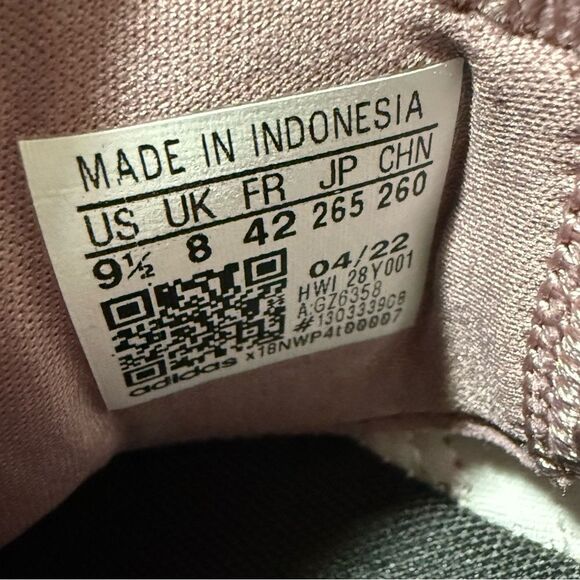 MADE IN INDONESIA
US UK FR JP CHN
9½ 8 42 265 260
04/22
HWI 28Y001
A:GZ6358
#1303339CB
x18NWP4t00007
adidas